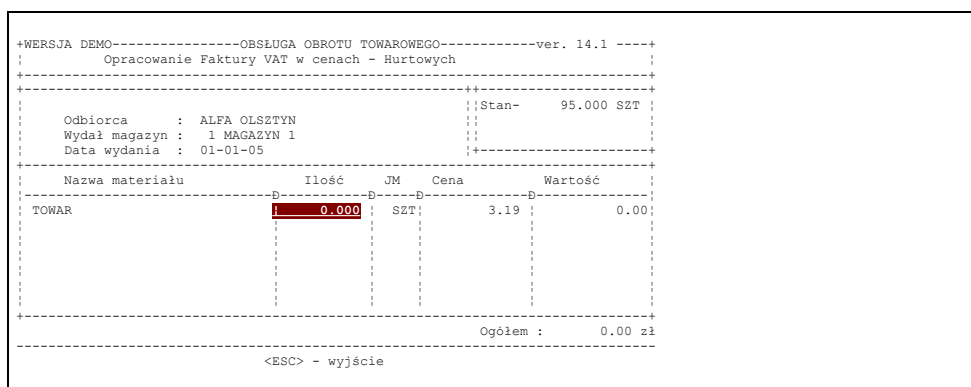 +WERSJA DEMO----------------OBSŁUGA OBROTU TOWAROWEGO------------ver. 14.1 ----+
Opracowanie Faktury VAT w cenach - Hurtowych
Stan- 95.000 SZT
Odbiorca : ALFA OLSZTYN
Wydał magazyn : 1 MAGAZYN 1
Data wydania : 01-01-05
Nazwa materiału Ilość JM Cena Wartość
D D D D
TOWAR 0.000 SZT 3.19 0.00
Ogółem : 0.00 zł
<ESC> - wyjście